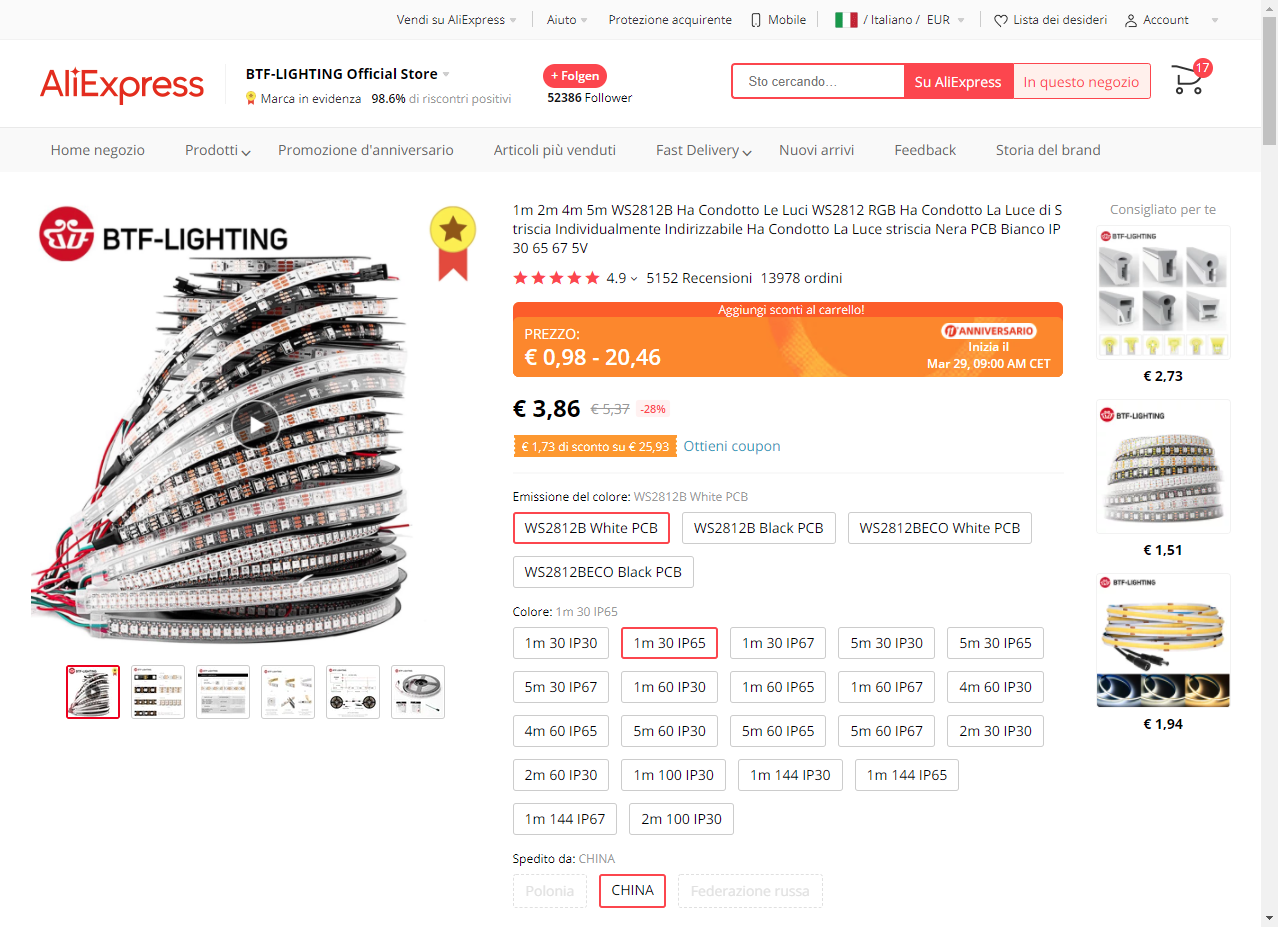 Vendi su AliExpress
Aiuto
Protezione acquirente
Mobile
/ Italiano / EUR
Lista dei desideri
Account
AliExpress
BTF-LIGHTING Official Store
Marca in evidenza 98.6% di riscontri positivi
+ Folgen
52386 Follower
Sto cercando...
Su AliExpress
In questo negozio
17
Home negozio
Prodotti
Promozione d'anniversario
Articoli più venduti
Fast Delivery
Nuovi arrivi
Feedback
Storia del brand
BTF-LIGHTING
1m 2m 4m 5m WS2812B Ha Condotto Le Luci WS2812 RGB Ha Condotto La Luce di S
triscia Individualmente Indirizzabile Ha Condotto La Luce striscia Nera PCB Bianco IP
30 65 67 5V
4.9 5152 Recensioni 13978 ordini
Aggiungi sconti al carrello!
PREZZO:
€ 0,98 - 20,46
ANNIVERSARIO
Inizia il
Mar 29, 09:00 AM CET
€ 3,86 € 5,37 -28%
€ 1,73 di sconto su € 25,93 Ottieni coupon
Emissione del colore: WS2812B White PCB
WS2812B White PCB
WS2812B Black PCB
WS2812BECO White PCB
WS2812BECO Black PCB
Colore: 1m 30 IP65
1m 30 IP30
1m 30 IP65
1m 30 IP67
5m 30 IP30
5m 30 IP65
5m 30 IP67
1m 60 IP30
1m 60 IP65
1m 60 IP67
4m 60 IP30
4m 60 IP65
5m 60 IP30
5m 60 IP65
5m 60 IP67
2m 30 IP30
2m 60 IP30
1m 100 IP30
1m 144 IP30
1m 144 IP65
1m 144 IP67
2m 100 IP30
Spedito da: CHINA
Polonia
CHINA
Federazione russa
Consigliato per te
BTF-LIGHTING
€ 2,73
BTF-LIGHTING
€ 1,51
BTF-LIGHTING
€ 1,94